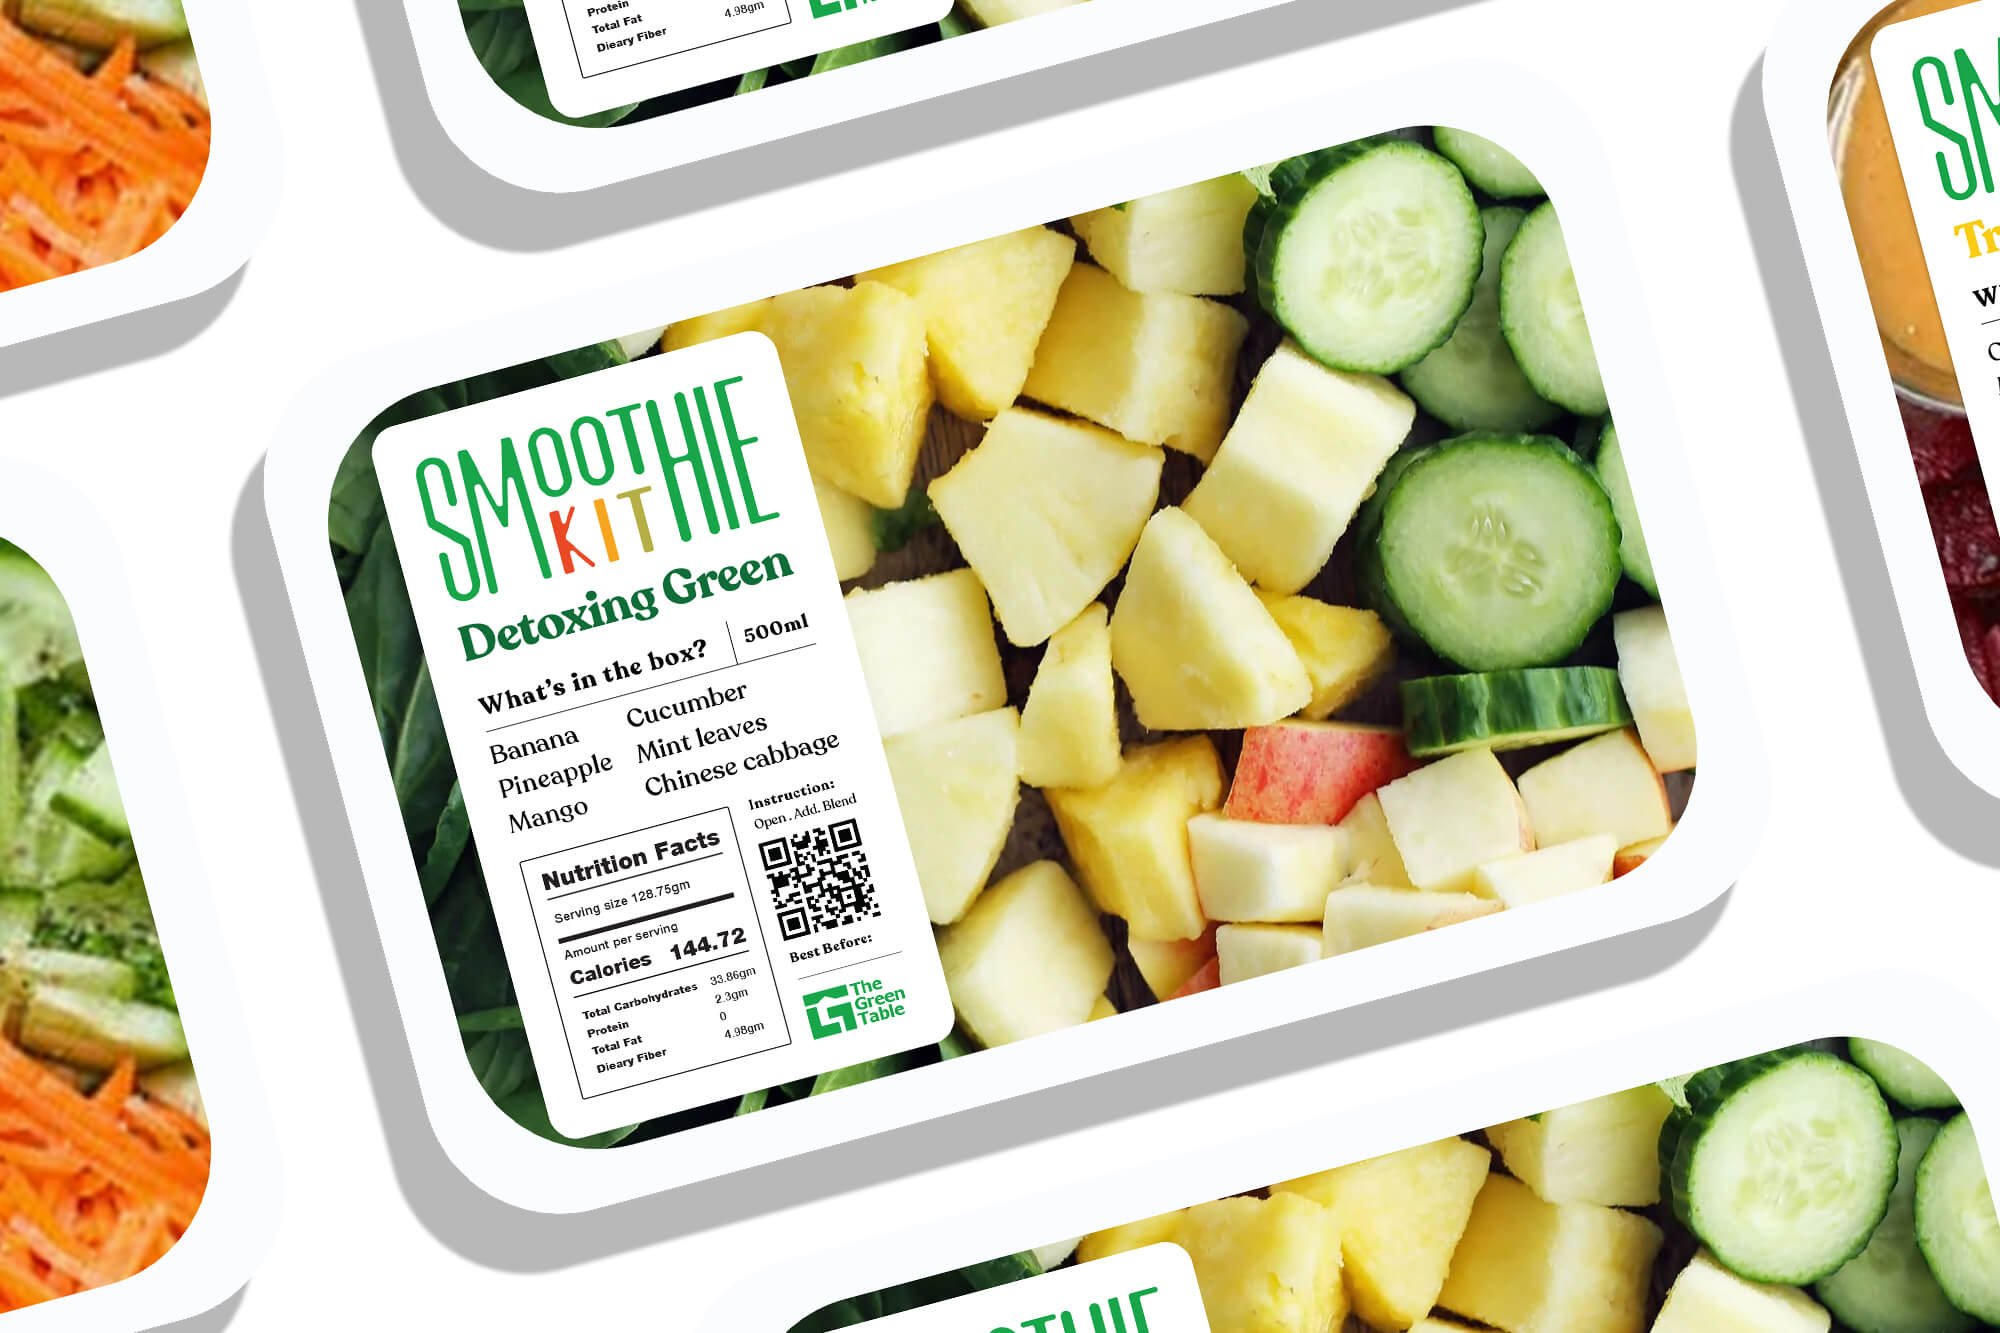 Protein
Total Fat
4.98gm
Dieary Fiber
SMOOTHIE
KIT
Detoxing Green
What's in the box?
500ml
Banana
Pineapple
Mango
Cucumber
Mint leaves
Chinese cabbage
Nutrition Facts
Serving size 128.75gm
Amount per serving
Calories 144.72
Total Carbohydrates 33.86gm
Protein 2.3gm
Total Fat 0
Dieary Fiber 4.98gm
Instruction:
Open . Add. Blend
Best Before:
The
Green
Table
SM
Tr